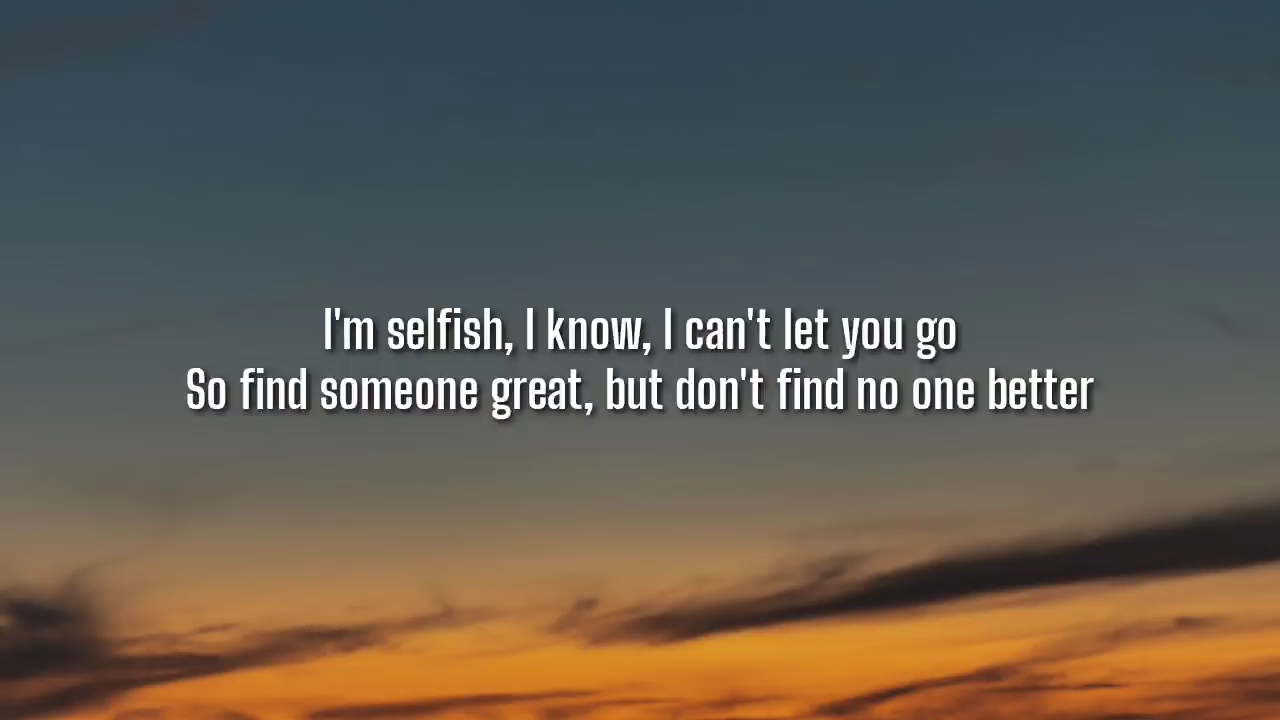 I'm selfish, I know, I can't let you go
So find someone great, but don't find no one better